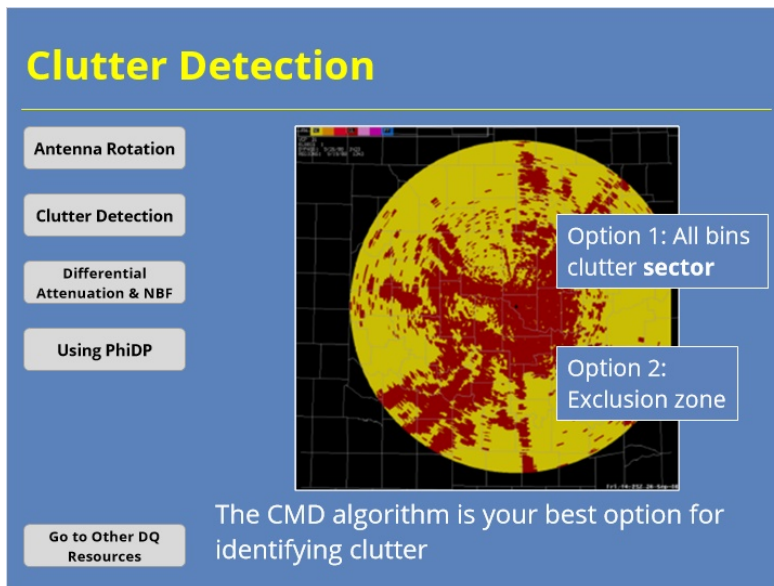 Clutter Detection
Antenna Rotation
Clutter Detection
Differential
Attenuation & NBF
Using PhiDP
Option 1: All bins
clutter sector
Option 2:
Exclusion zone
The CMD algorithm is your best option for
identifying clutter
Go to Other DQ
Resources